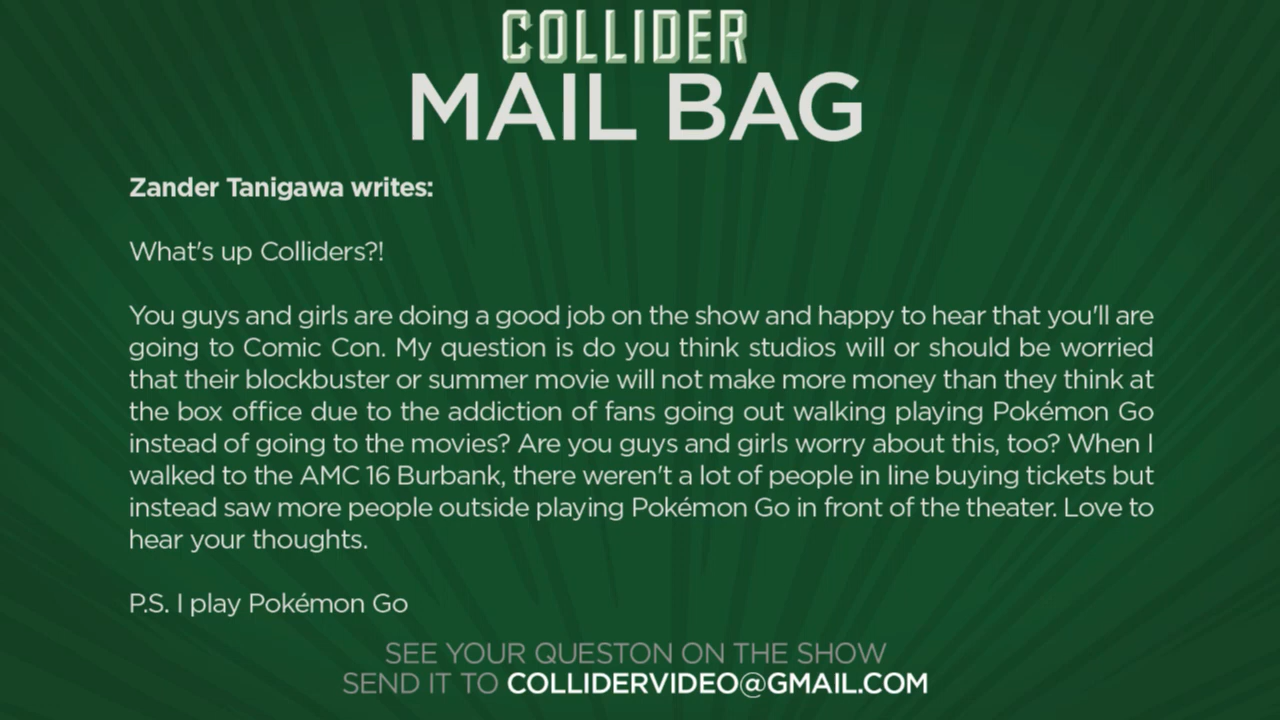 COLLIDER
MAIL BAG
Zander Tanigawa writes:
What's up Colliders?!
You guys and girls are doing a good job on the show and happy to hear that you'll are
going to Comic Con. My question is do you think studios will or should be worried
that their blockbuster or summer movie will not make more money than they think at
the box office due to the addiction of fans going out walking playing Pokémon Go
instead of going to the movies? Are you guys and girls worry about this, too? When I
walked to the AMC 16 Burbank, there weren't a lot of people in line buying tickets but
instead saw more people outside playing Pokémon Go in front of the theater. Love to
hear your thoughts.
P.S. I play Pokémon Go
SEE YOUR QUESTON ON THE SHOW
SEND IT TO COLLIDERVIDEO@GMAIL.COM